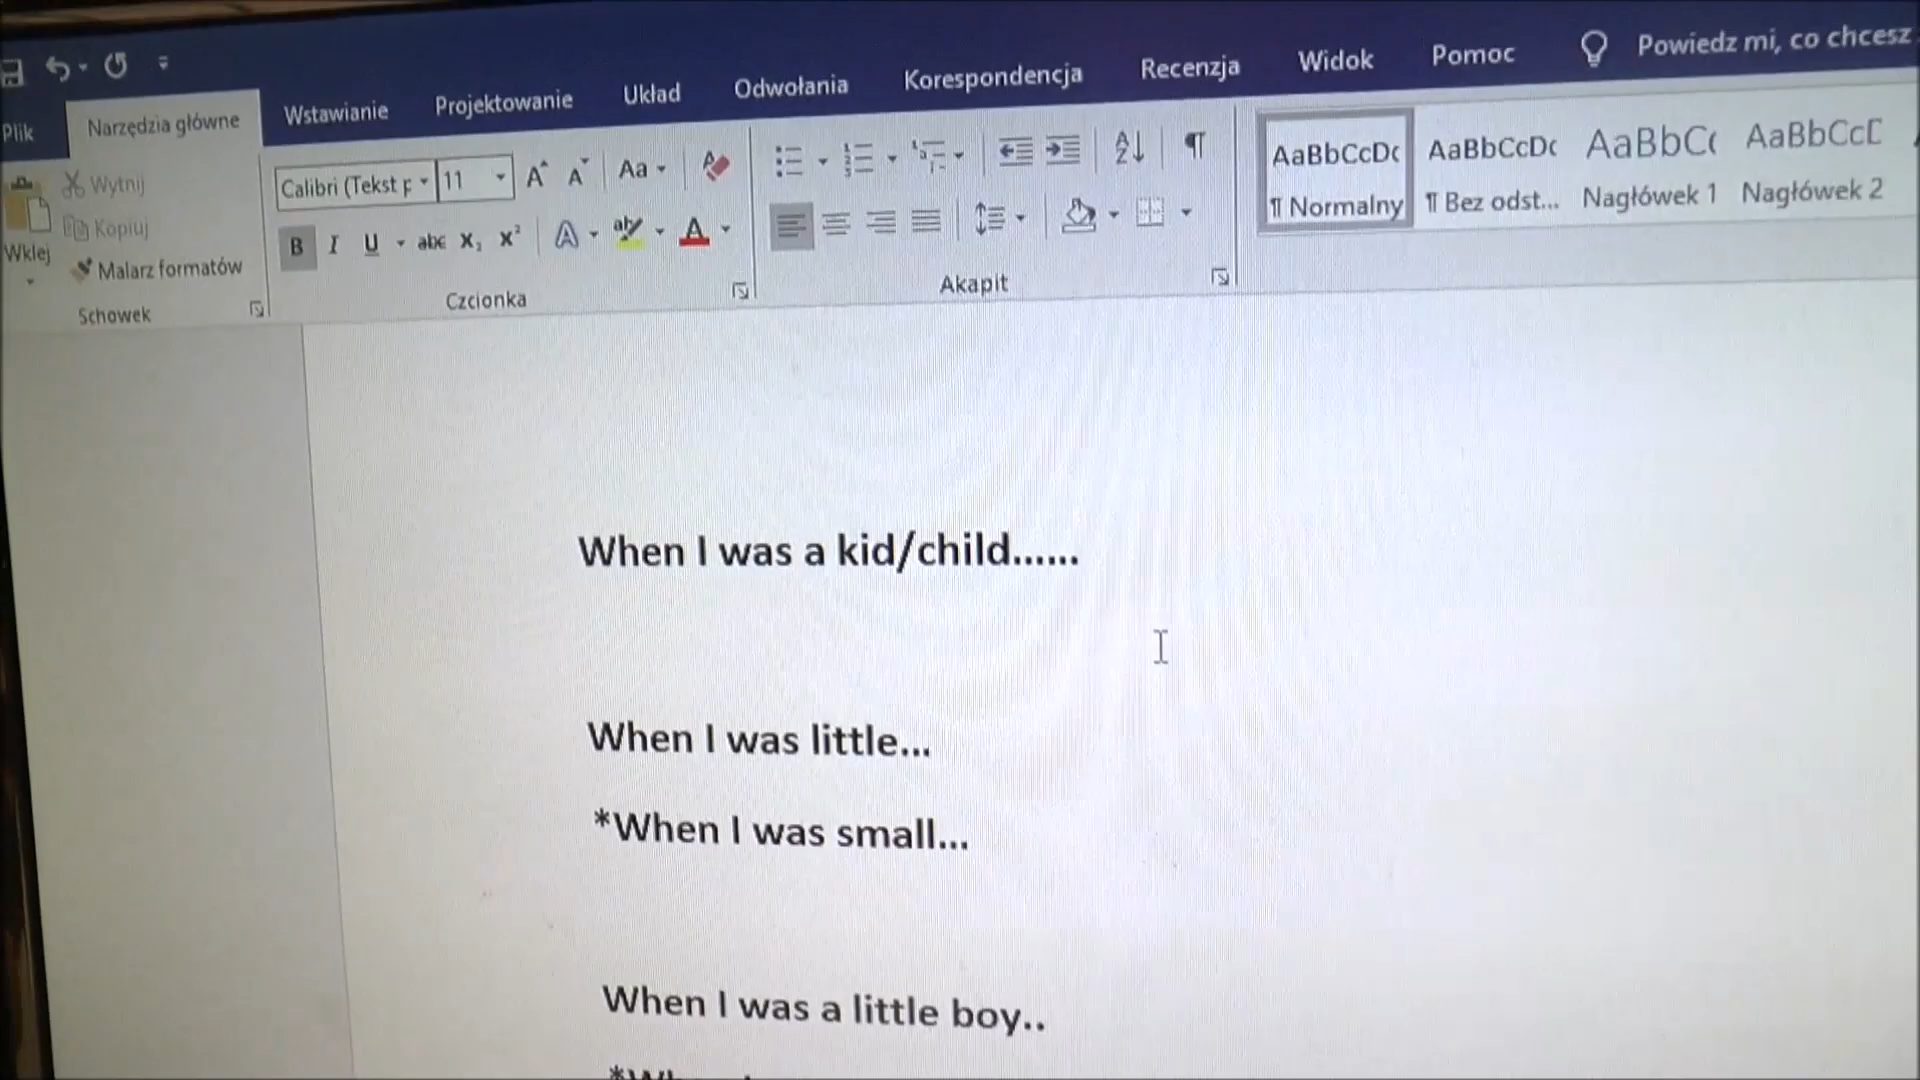 Powiedz mi, co chcesz
Plik Narzędzia główne Wstawianie Projektowanie Układ Odwołania Korespondencja Recenzja Widok Pomoc
Wytnij
Kopiuj
Wklej
Malarz formatów
Schowek
Calibri (Tekst p 11
Aa
B I U abc X₂ X² A aby A
Czcionka
Akapit
AaBbCcDc AaBbCcDc AaBbC( AaBbCcD
¶ Normalny ¶ Bez odst... Nagłówek 1 Nagłówek 2
When I was a kid/child......
When I was little...
*When I was small...
When I was a little boy..